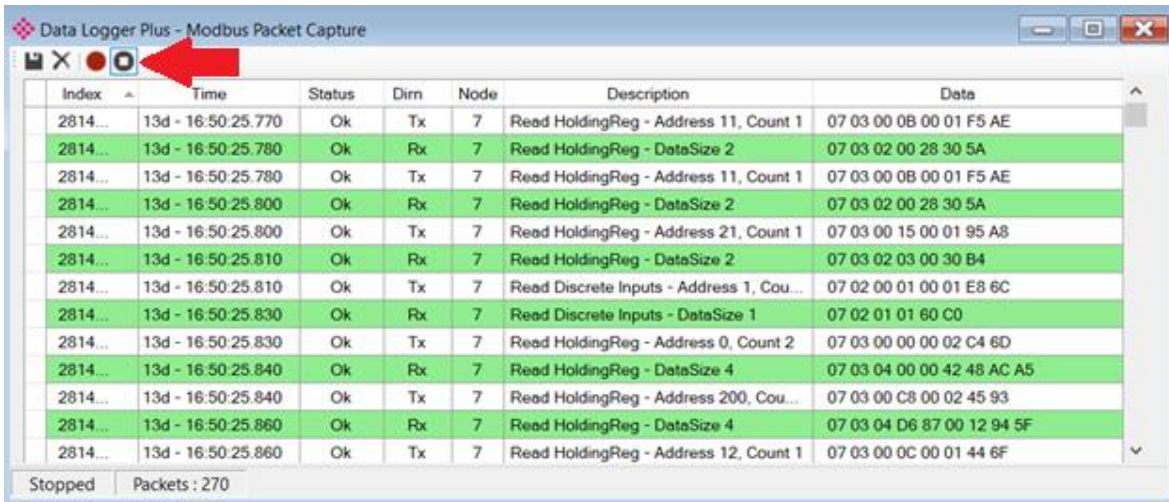 Data Logger Plus - Modbus Packet Capture
Index Time Status Dirn Node Description Data
2814... 13d - 16:50:25.770 Ok Tx 7 Read HoldingReg - Address 11, Count 1 07 03 00 0B 00 01 F5 AE
2814... 13d - 16:50:25.780 Ok Rx 7 Read HoldingReg - DataSize 2 07 03 02 00 28 30 5A
2814... 13d - 16:50:25.780 Ok Tx 7 Read HoldingReg - Address 11, Count 1 07 03 00 0B 00 01 F5 AE
2814... 13d - 16:50:25.800 Ok Rx 7 Read HoldingReg - DataSize 2 07 03 02 00 28 30 5A
2814... 13d - 16:50:25.800 Ok Tx 7 Read HoldingReg - Address 21, Count 1 07 03 00 15 00 01 95 A8
2814... 13d - 16:50:25.810 Ok Rx 7 Read HoldingReg - DataSize 2 07 03 02 03 00 30 B4
2814... 13d - 16:50:25.810 Ok Tx 7 Read Discrete Inputs - Address 1, Cou... 07 02 00 01 00 01 E8 6C
2814... 13d - 16:50:25.830 Ok Rx 7 Read Discrete Inputs - DataSize 1 07 02 01 01 60 C0
2814... 13d - 16:50:25.830 Ok Tx 7 Read HoldingReg - Address 0, Count 2 07 03 00 00 00 02 C4 6D
2814... 13d - 16:50:25.840 Ok Rx 7 Read HoldingReg - DataSize 4 07 03 04 00 00 42 48 AC A5
2814... 13d - 16:50:25.840 Ok Tx 7 Read HoldingReg - Address 200, Cou... 07 03 00 C8 00 02 45 93
2814... 13d - 16:50:25.860 Ok Rx 7 Read HoldingReg - DataSize 4 07 03 04 D6 87 00 12 94 5F
2814... 13d - 16:50:25.860 Ok Tx 7 Read HoldingReg - Address 12, Count 1 07 03 00 0C 00 01 44 6F
Stopped Packets : 270